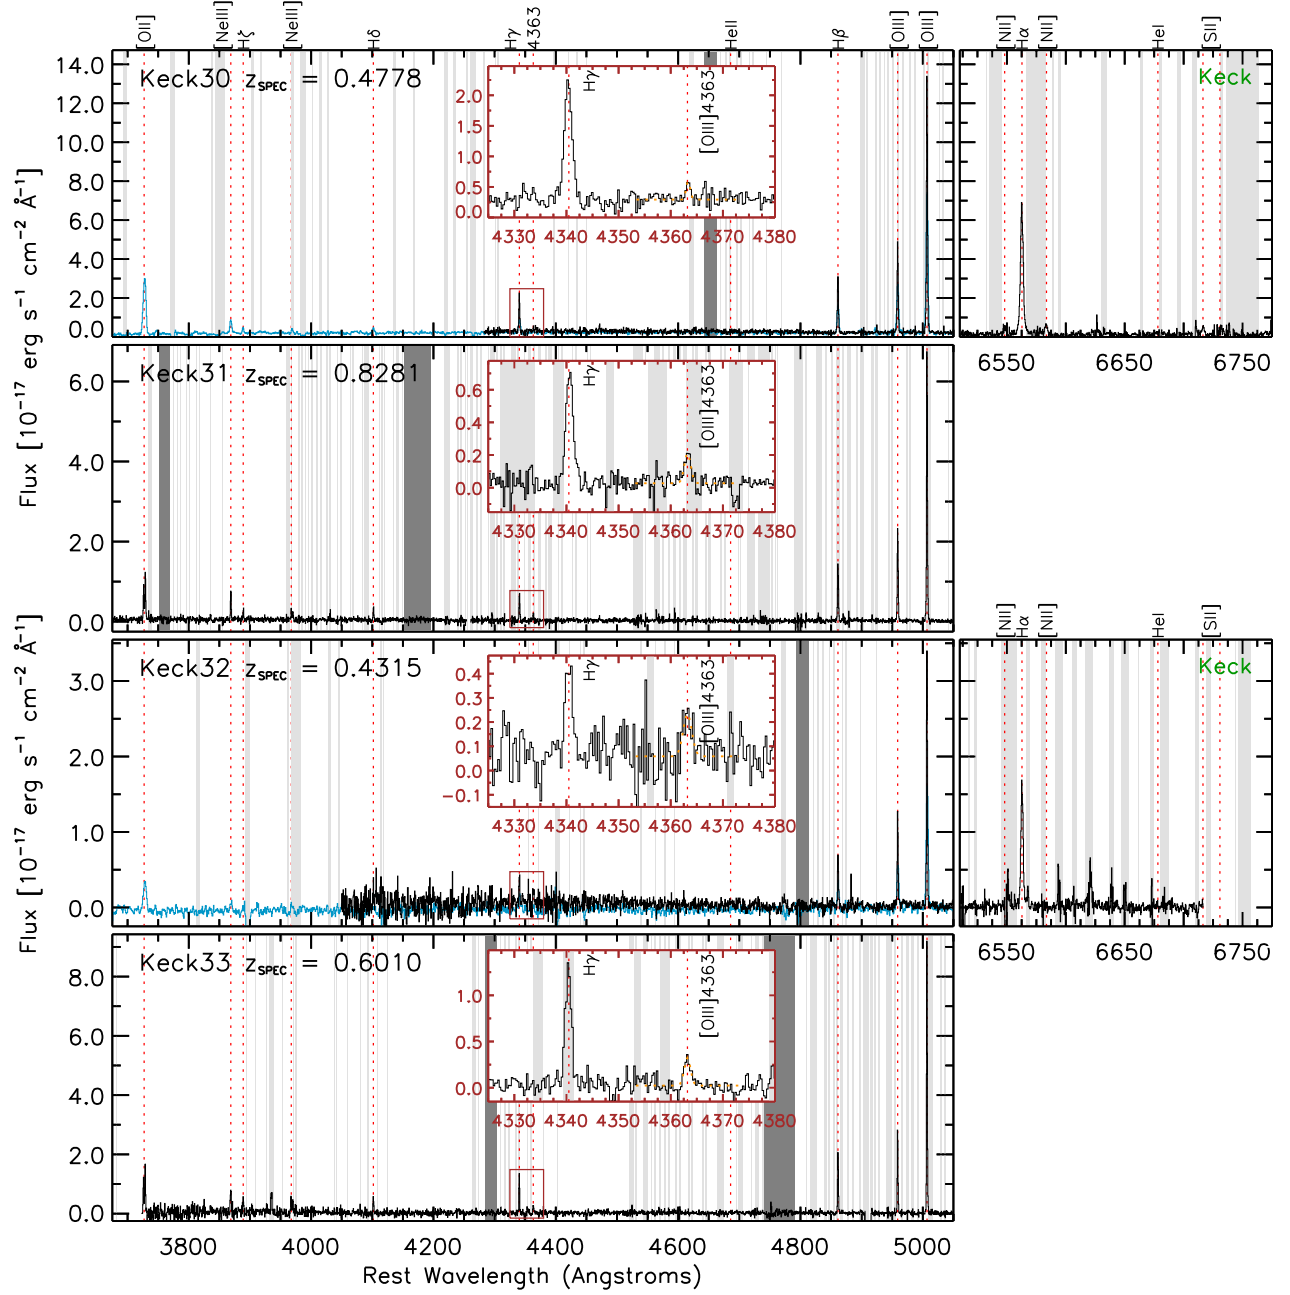 [OII] [NeIII] Hζ [NeIII] Hδ Hγ 4363 HeII Hβ [OIII] [OIII] [NII] Hα [NII] HeI [SII]
Keck30 zSPEC = 0.4778
14.0
12.0
10.0
8.0
6.0
4.0
2.0
0.0
Hγ
[OIII]4363
2.0
1.5
1.0
0.5
0.0
4330 4340 4350 4360 4370 4380
Keck
6550 6650 6750
Flux [10−17 erg s−1 cm−2 Å−1]
Keck31 zSPEC = 0.8281
6.0
4.0
2.0
0.0
Hγ
[OIII]4363
0.6
0.4
0.2
0.0
4330 4340 4350 4360 4370 4380
[NII] Hα [NII] HeI [SII]
Keck32 zSPEC = 0.4315
3.0
2.0
1.0
0.0
Hγ
[OIII]4363
0.4
0.3
0.2
0.1
0.0
−0.1
4330 4340 4350 4360 4370 4380
Keck
6550 6650 6750
Flux [10−17 erg s−1 cm−2 Å−1]
Keck33 zSPEC = 0.6010
8.0
6.0
4.0
2.0
0.0
Hγ
[OIII]4363
1.0
0.5
0.0
4330 4340 4350 4360 4370 4380
3800 4000 4200 4400 4600 4800 5000
Rest Wavelength (Angstroms)